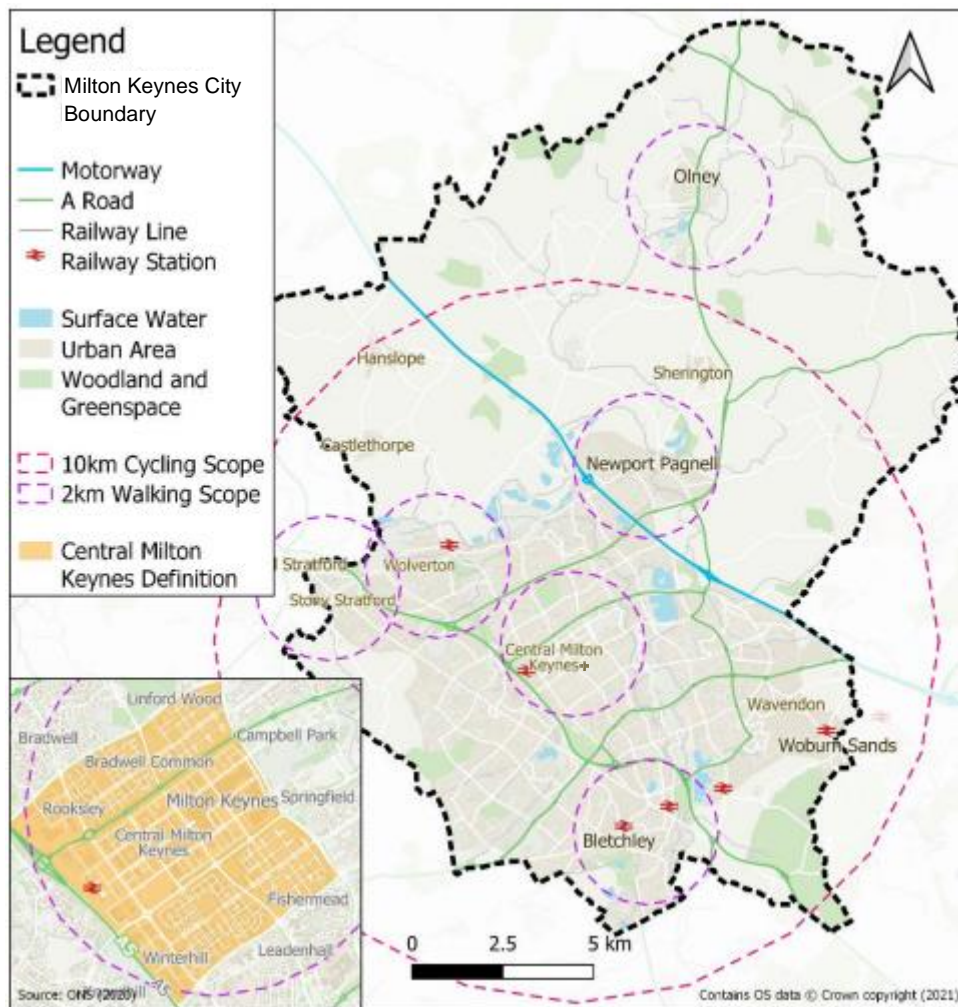 Legend
Milton Keynes City
Boundary
Motorway
A Road
Railway Line
Railway Station
Surface Water
Urban Area
Woodland and
Greenspace
10km Cycling Scope
2km Walking Scope
Central Milton
Keynes Definition
Olney
Hanslope
Sherington
Castlethorpe
Newport Pagnell
Wolverton
Stratford
Stony Stratford
Central Milton
Keynes
Wavendon
Woburn Sands
Bletchley
Linford Wood
Bradwell
Campbell Park
Bradwell Common
Rooksley
Milton Keynes
Springfield
Central Milton
Keynes
Fishermead
Winterhill
Leadenhall
A5
A5
Source: ONS (2020)
0 2.5 5 km
Contains OS data © Crown copyright (2021)